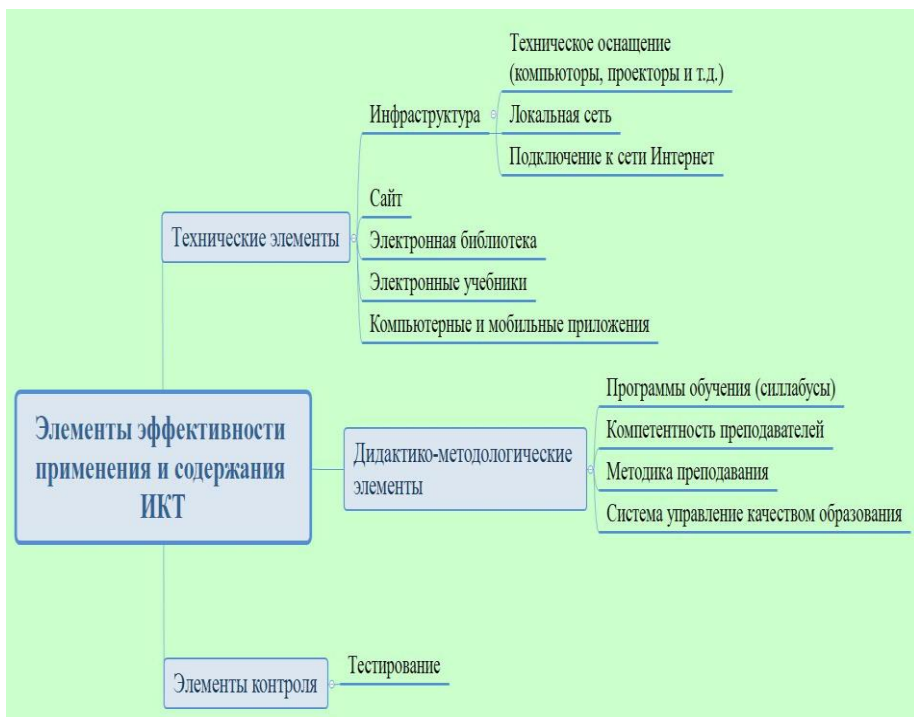 Техническое оснащение
(компьюторы, проекторы и т.д.)
Инфраструктура
Локальная сеть
Подключение к сети Интернет
Сайт
Технические элементы
Электронная библиотека
Электронные учебники
Компьютерные и мобильные приложения
Элементы эффективности
применения и содержания
ИКТ
Программы обучения (силлабусы)
Компетентность преподавателей
Дидактико-методологические
элементы
Методика преподавания
Система управление качеством образования
Элементы контроля
Тестирование